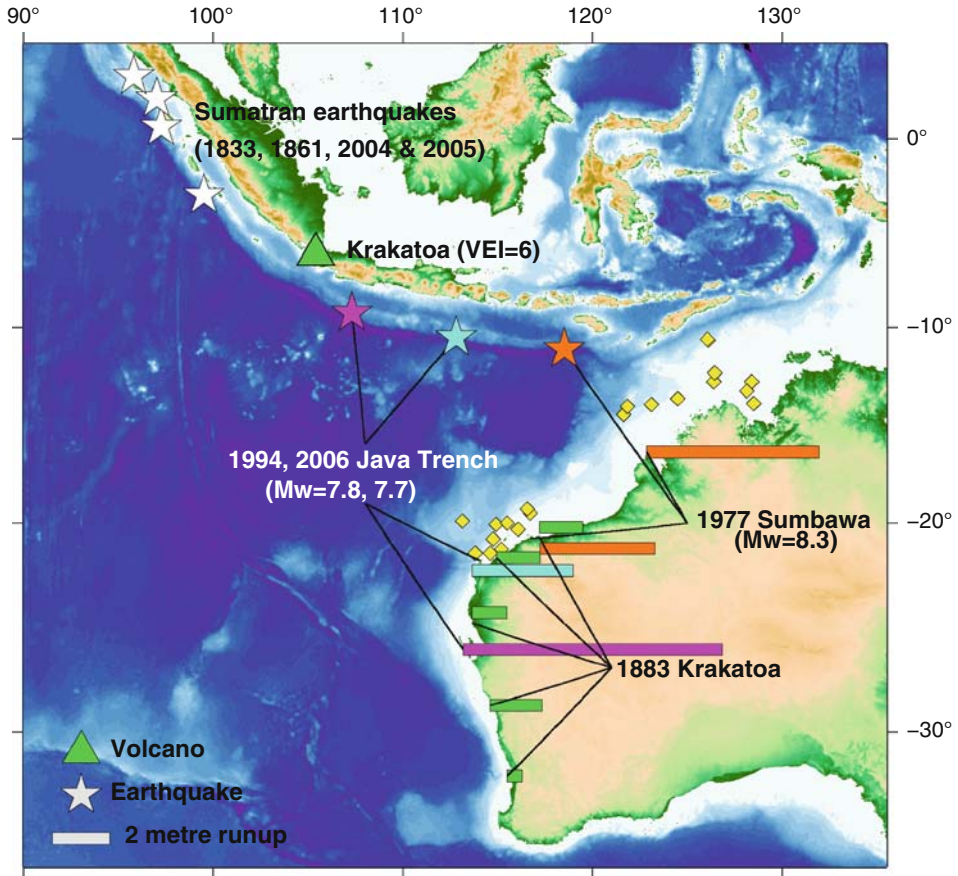 90° 100° 110° 120° 130°
Sumatran earthquakes
(1833, 1861, 2004 & 2005)
0°
Krakatoa (VEI=6)
−10°
1994, 2006 Java Trench
(Mw=7.8, 7.7)
−20°
1977 Sumbawa
(Mw=8.3)
1883 Krakatoa
−30°
Volcano
Earthquake
2 metre runup